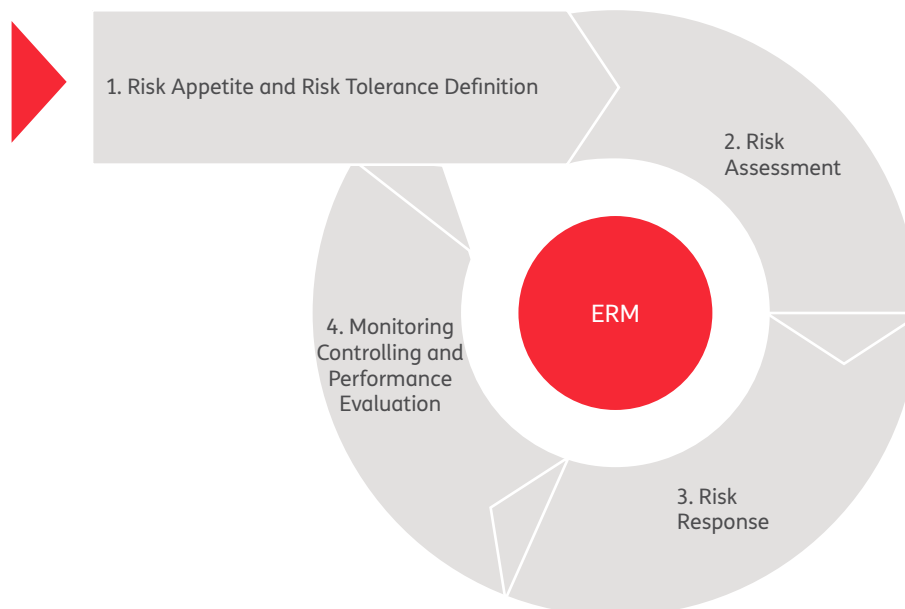 1. Risk Appetite and Risk Tolerance Definition
2. Risk
Assessment
ERM
4. Monitoring
Controlling and
Performance
Evaluation
3. Risk
Response